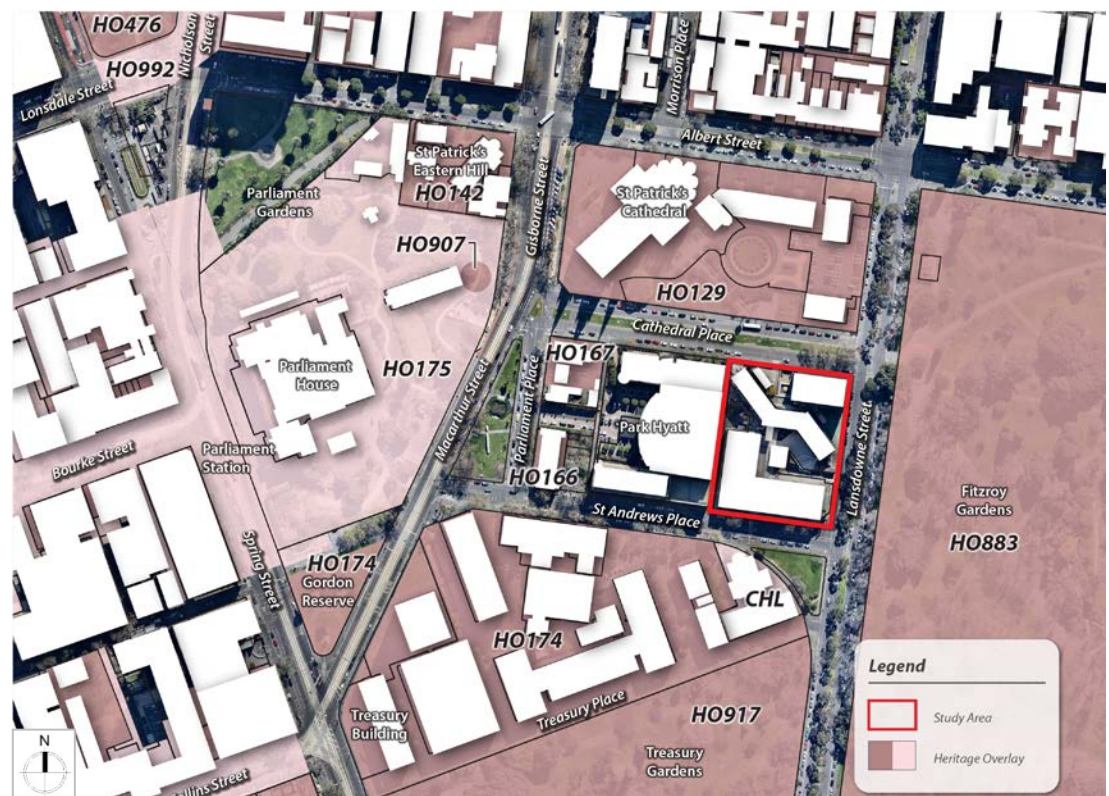 HO476
Nicholson
Street
HO992
Lonsdale Street
Morrison Place
Albert Street
St Patrick's
Eastern Hill
HO142
Parliament
Gardens
Gisborne Street
St Patrick's
Cathedral
HO907
HO129
Cathedral Place
HO175
Parliament
House
HO167
Macarthur Street
Parliament Place
Park Hyatt
Bourke Street
Parliament
Station
HO166
St Andrews Place
Lansdowne Street
Fitzroy
Gardens
HO883
Spring Street
HO174
Gordon
Reserve
CHL
HO174
Treasury
Building
Treasury Place
HO917
Treasury
Gardens
Legend
Study Area
Heritage Overlay
N
Collins Street